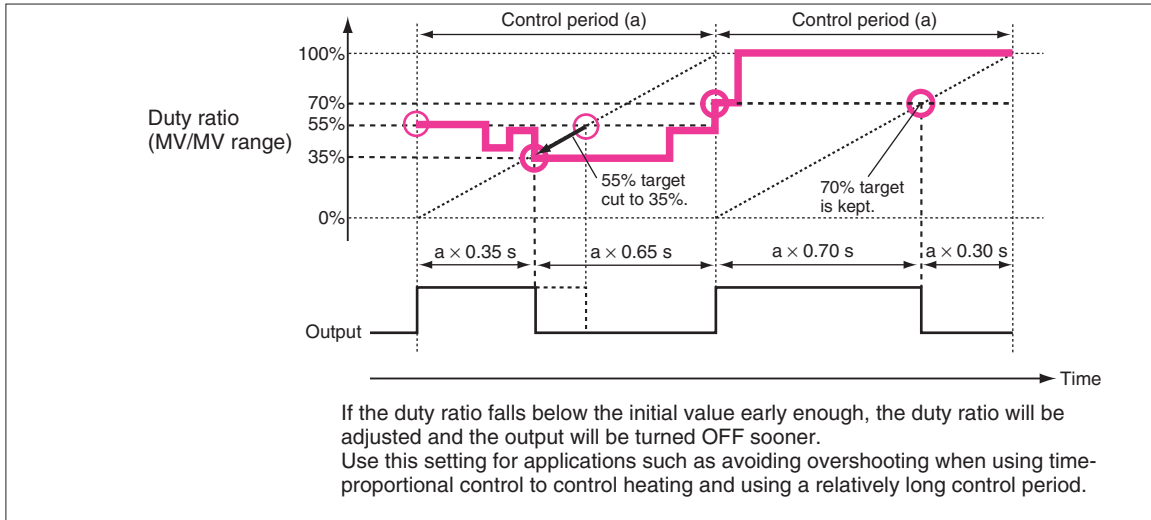 Control period (a) Control period (a)
100%
Duty ratio
(MV/MV range)
70%
55%
35%
0%
55% target
cut to 35%.
70% target
is kept.
a × 0.35 s a × 0.65 s a × 0.70 s a × 0.30 s
Output
Time
If the duty ratio falls below the initial value early enough, the duty ratio will be
adjusted and the output will be turned OFF sooner.
Use this setting for applications such as avoiding overshooting when using time-
proportional control to control heating and using a relatively long control period.